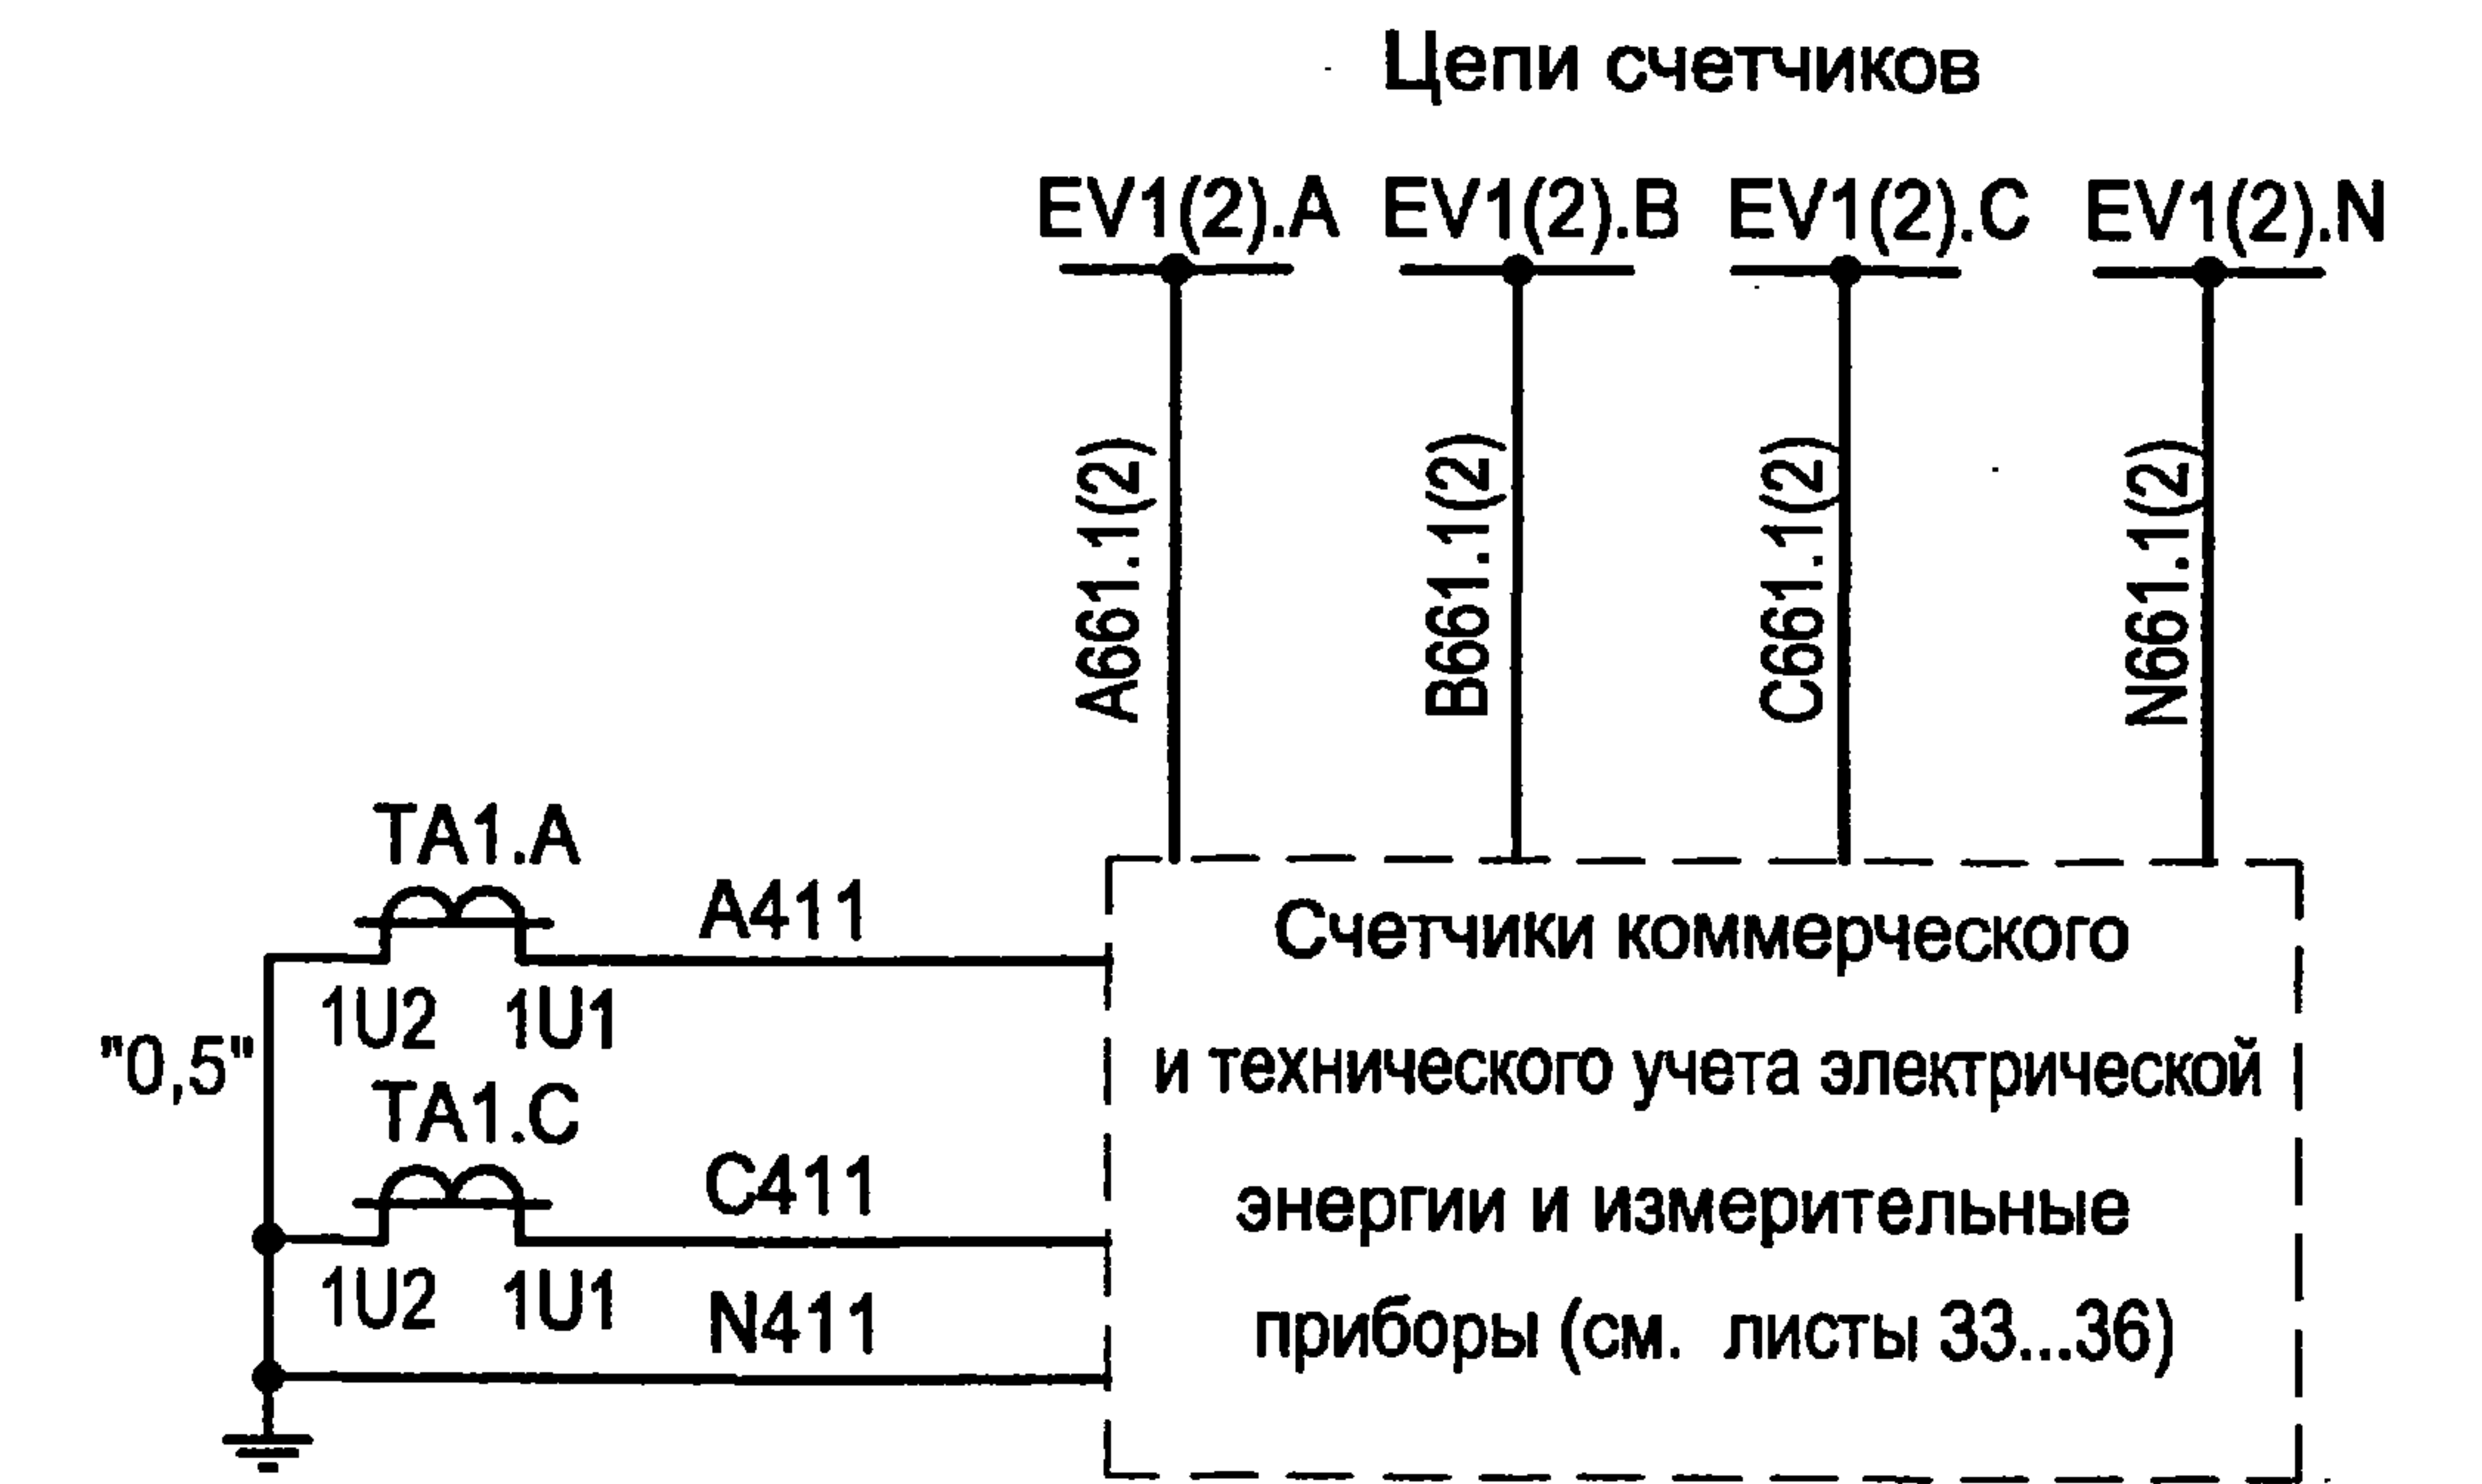 Цепи счетчиков
EV1(2).A EV1(2).B EV1(2).C EV1(2).N
A661.1(2) B661.1(2) C661.1(2) N661.1(2)
TA1.A
A411
1U2 1U1
"0,5"
TA1.C
C411
1U2 1U1
N411
Счетчики коммерческого
и технического учета электрической
энергии и измерительные
приборы (см. листы 33...36)